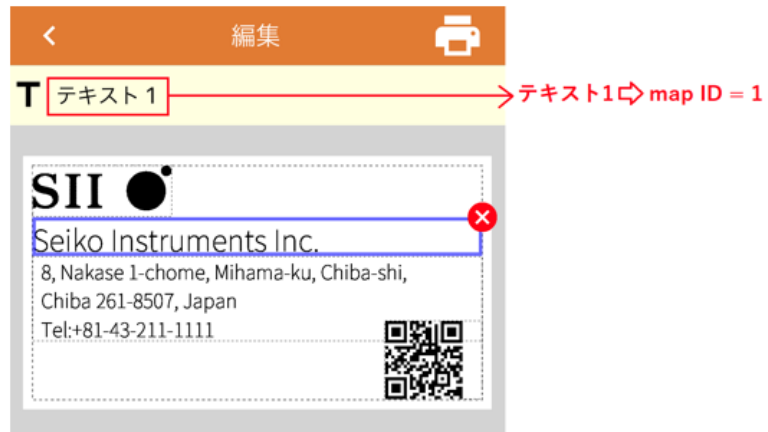 編集
T テキスト 1
テキスト1⇨ map ID = 1
SII
Seiko Instruments Inc.
8, Nakase 1-chome, Mihama-ku, Chiba-shi,
Chiba 261-8507, Japan
Tel:+81-43-211-1111